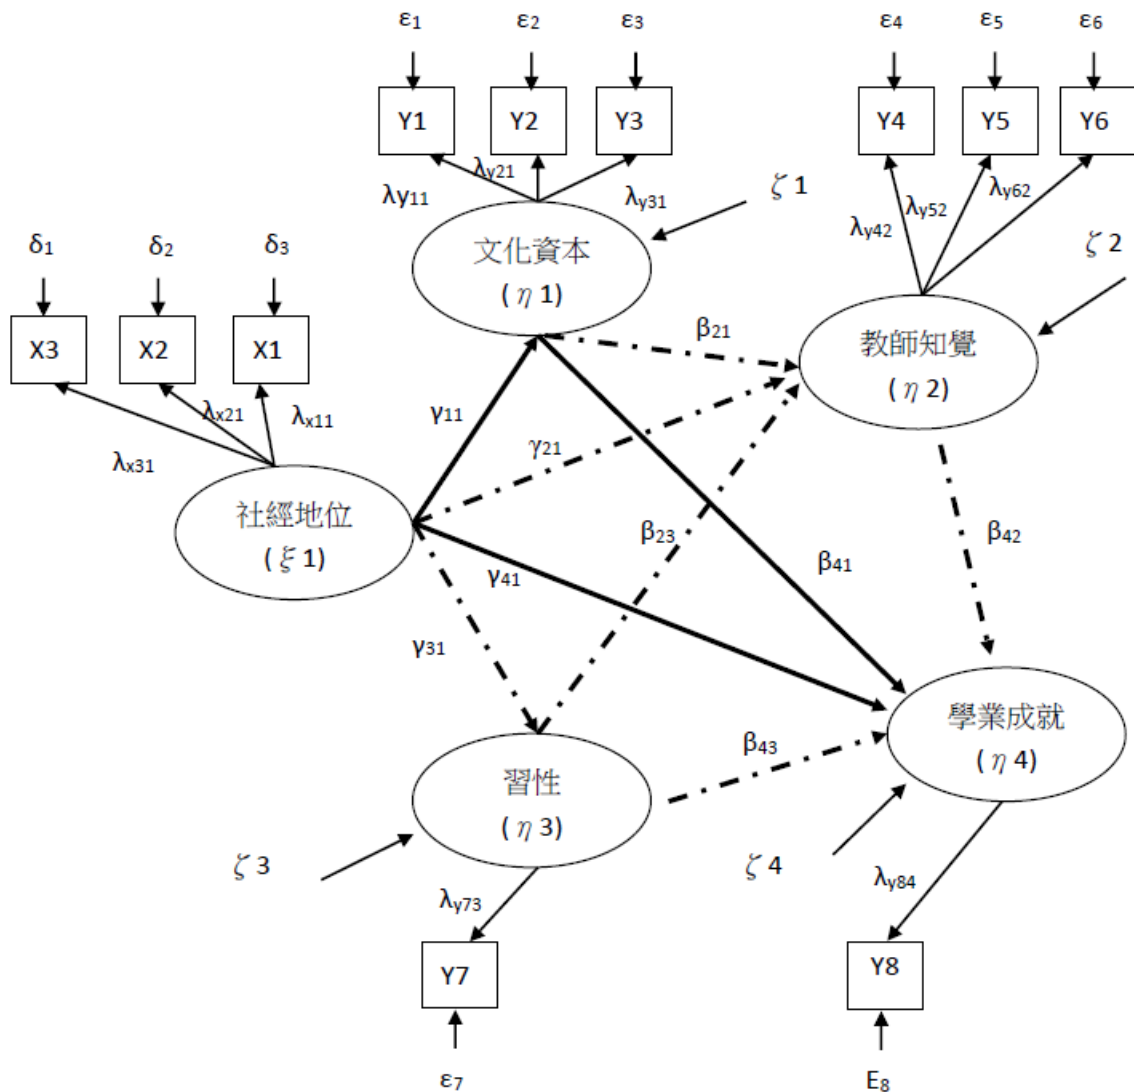 ε1 ε2 ε3 ε4 ε5 ε6
Y1 Y2 Y3 Y4 Y5 Y6
λy11 λy21 λy31 ζ 1
λy42 λy52 λy62
δ1 δ2 δ3
文化資本
( η 1)
ζ 2
X3 X2 X1
β21
教師知覺
( η 2)
λx31 λx21 λx11
γ11
γ21
社經地位
( ξ 1)
β23
β41
β42
γ41
γ31
學業成就
( η 4)
β43
習性
( η 3)
ζ 3
ζ 4
λy73
λy84
Y7
Y8
ε7
E8